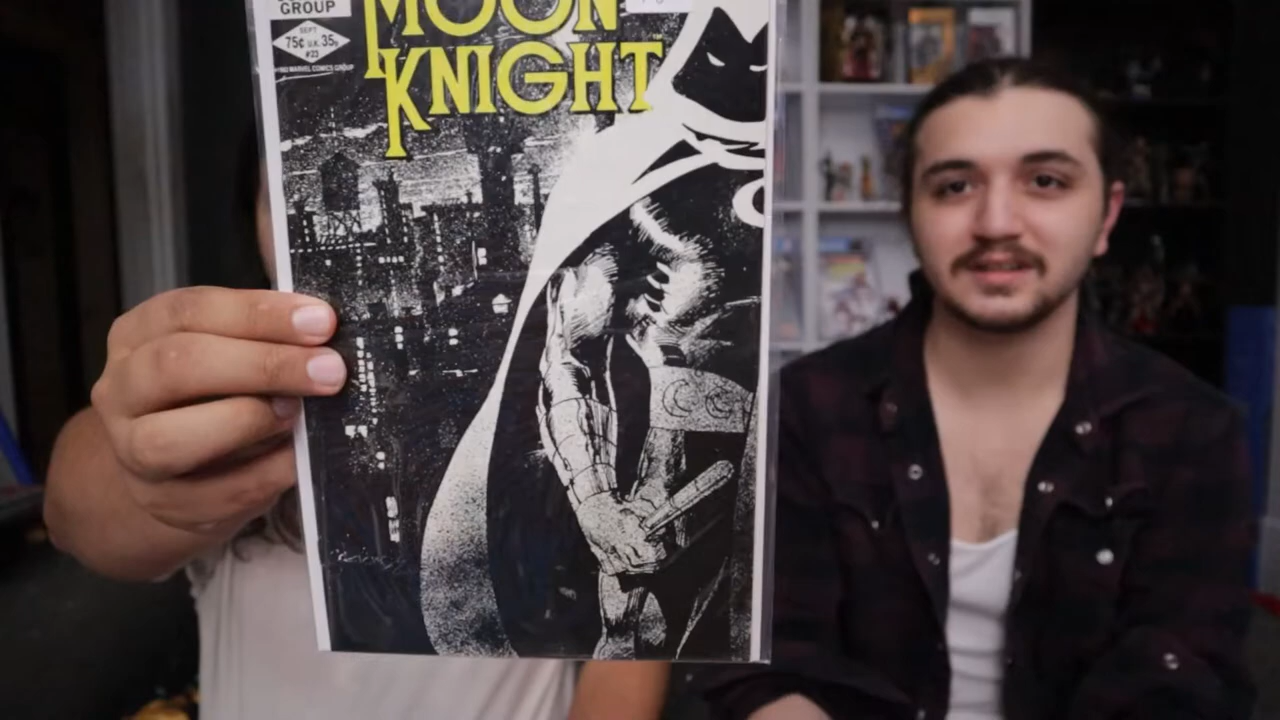 GROUP
SEPT
75¢ U.K. 35p
#23
MARVEL COMICS GROUP
MOON
KNIGHT